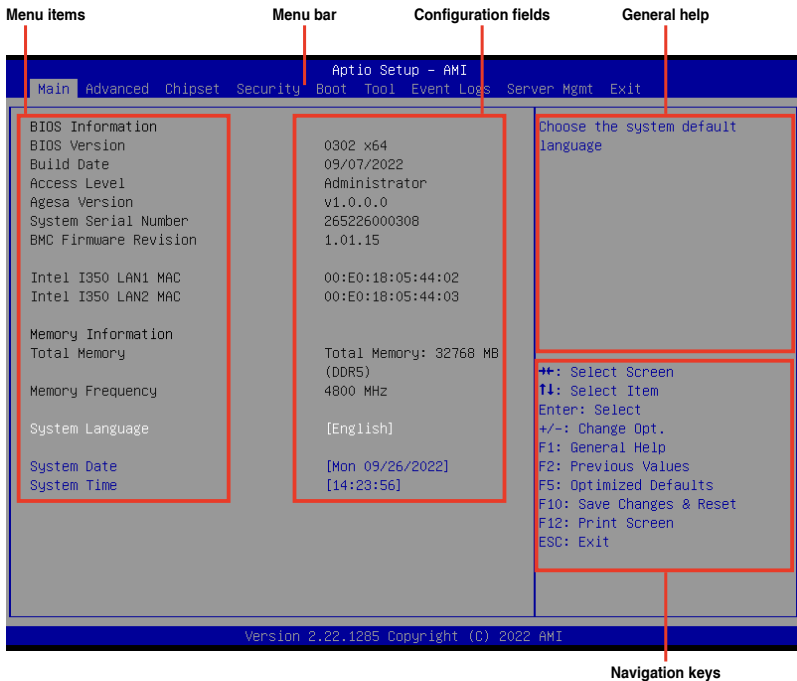 Menu items
Menu bar
Configuration fields
General help
Aptio Setup - AMI
Main Advanced Chipset Security Boot Tool Event Logs Server Mgmt Exit
BIOS Information
BIOS Version 0302 x64
Build Date 09/07/2022
Access Level Administrator
Agesa Version v1.0.0.0
System Serial Number 265226000308
BMC Firmware Revision 1.01.15
Intel I350 LAN1 MAC 00:E0:18:05:44:02
Intel I350 LAN2 MAC 00:E0:18:05:44:03
Memory Information
Total Memory Total Memory: 32768 MB
(DDR5)
Memory Frequency 4800 MHz
System Language [English]
System Date [Mon 09/26/2022]
System Time [14:23:56]
Choose the system default
language
→←: Select Screen
↑↓: Select Item
Enter: Select
+/-: Change Opt.
F1: General Help
F2: Previous Values
F5: Optimized Defaults
F10: Save Changes & Reset
F12: Print Screen
ESC: Exit
Version 2.22.1285 Copyright (C) 2022 AMI
Navigation keys